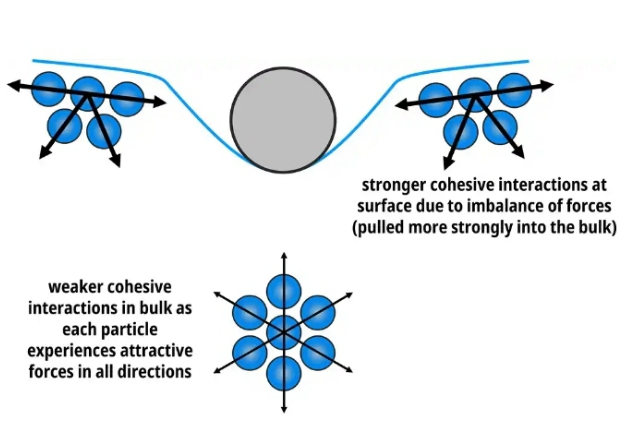 stronger cohesive interactions at
surface due to imbalance of forces
(pulled more strongly into the bulk)
weaker cohesive
interactions in bulk as
each particle
experiences attractive
forces in all directions